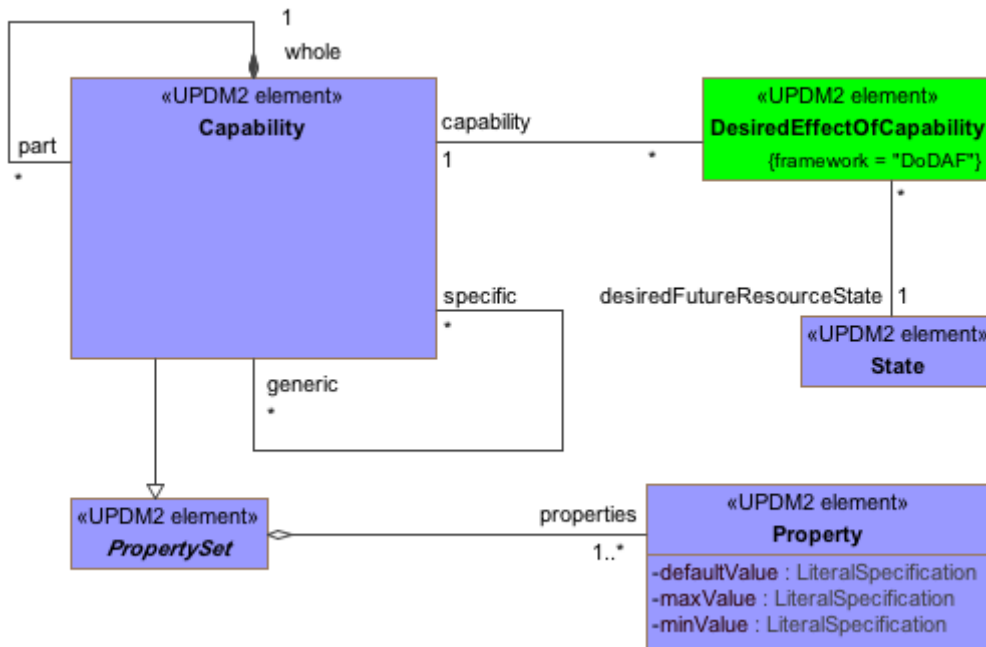 1
whole
«UPDM2 element»
Capability
part
*
capability
1
*
«UPDM2 element»
DesiredEffectOfCapability
{framework = "DoDAF"}
*
desiredFutureResourceState
1
«UPDM2 element»
State
specific
*
generic
*
«UPDM2 element»
PropertySet
properties
1..*
«UPDM2 element»
Property
-defaultValue : LiteralSpecification
-maxValue : LiteralSpecification
-minValue : LiteralSpecification